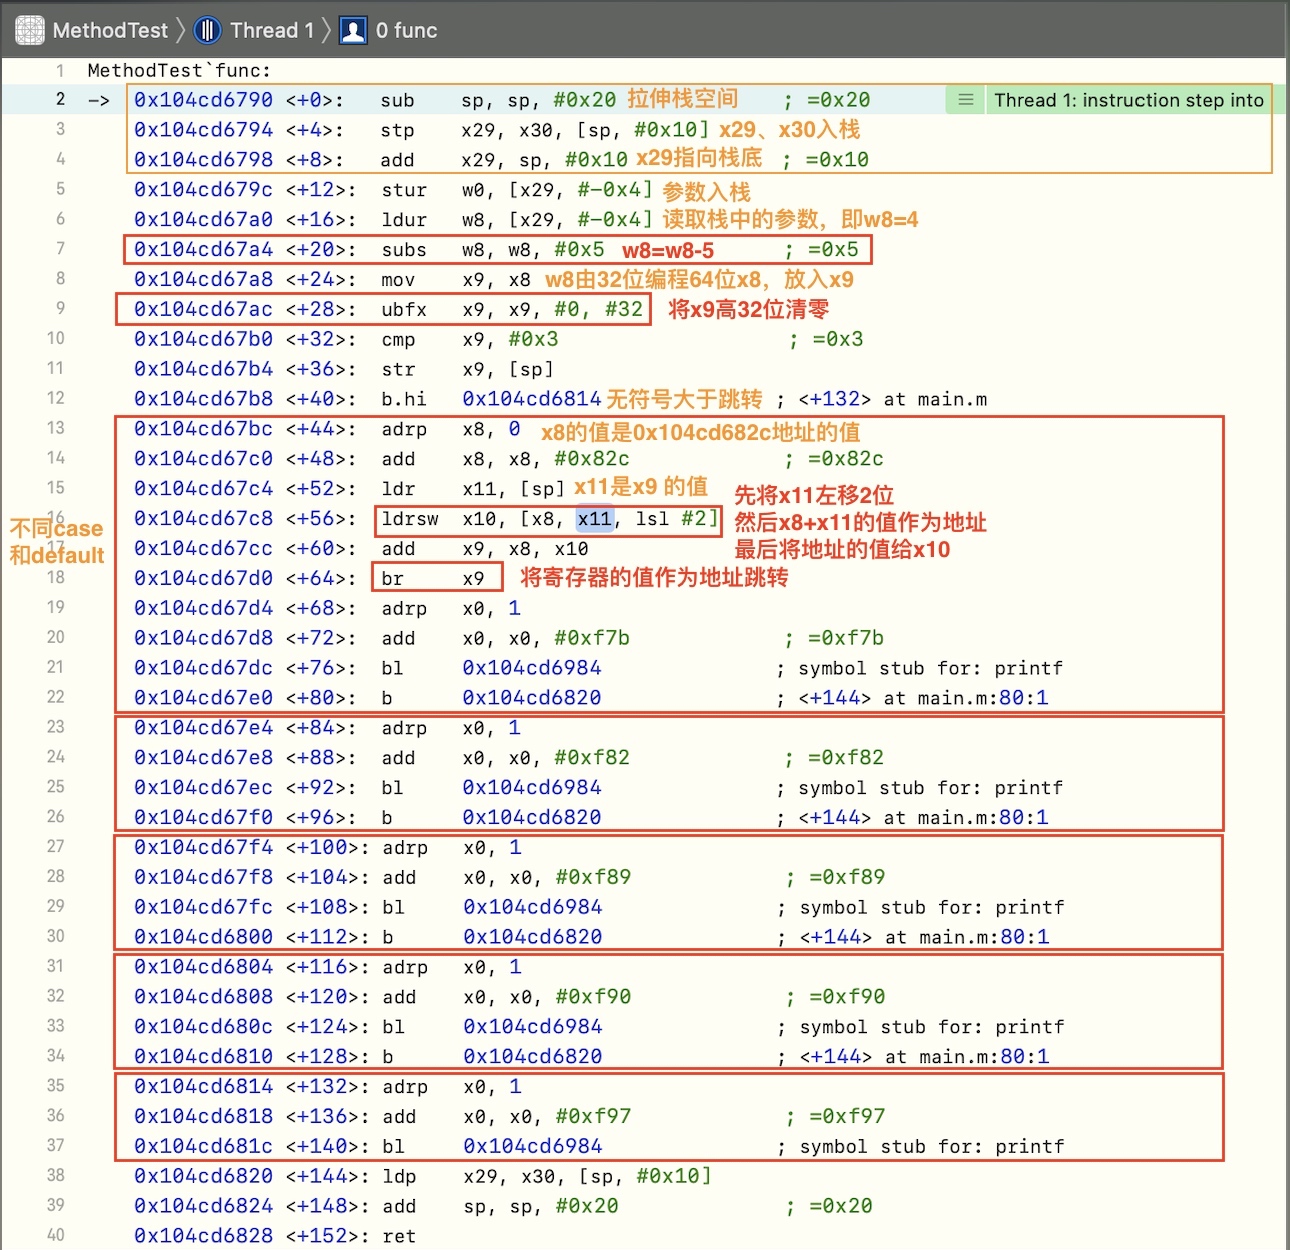 MethodTest 〉 Thread 1 〉 0 func
1 MethodTest`func:
2 -> 0x104cd6790 <+0>: sub sp, sp, #0x20 拉伸栈空间 ; =0x20 Thread 1: instruction step into
3 0x104cd6794 <+4>: stp x29, x30, [sp, #0x10] x29、x30入栈
4 0x104cd6798 <+8>: add x29, sp, #0x10 x29指向栈底 ; =0x10
5 0x104cd679c <+12>: stur w0, [x29, #-0x4] 参数入栈
6 0x104cd67a0 <+16>: ldur w8, [x29, #-0x4] 读取栈中的参数，即w8=4
7 0x104cd67a4 <+20>: subs w8, w8, #0x5 w8=w8-5 ; =0x5
8 0x104cd67a8 <+24>: mov x9, x8 w8由32位编程64位x8，放入x9
9 0x104cd67ac <+28>: ubfx x9, x9, #0, #32 将x9高32位清零
10 0x104cd67b0 <+32>: cmp x9, #0x3 ; =0x3
11 0x104cd67b4 <+36>: str x9, [sp]
12 0x104cd67b8 <+40>: b.hi 0x104cd6814 无符号大于跳转 ; <+132> at main.m
13 0x104cd67bc <+44>: adrp x8, 0 x8的值是0x104cd682c地址的值
14 0x104cd67c0 <+48>: add x8, x8, #0x82c ; =0x82c
15 0x104cd67c4 <+52>: ldr x11, [sp] x11是x9 的值
先将x11左移2位
16 0x104cd67c8 <+56>: ldrsw x10, [x8, x11, lsl #2] 然后x8+x11的值作为地址
不同case
和default
17 0x104cd67cc <+60>: add x9, x8, x10 最后将地址的值给x10
18 0x104cd67d0 <+64>: br x9 将寄存器的值作为地址跳转
19 0x104cd67d4 <+68>: adrp x0, 1
20 0x104cd67d8 <+72>: add x0, x0, #0xf7b ; =0xf7b
21 0x104cd67dc <+76>: bl 0x104cd6984 ; symbol stub for: printf
22 0x104cd67e0 <+80>: b 0x104cd6820 ; <+144> at main.m:80:1
23 0x104cd67e4 <+84>: adrp x0, 1
24 0x104cd67e8 <+88>: add x0, x0, #0xf82 ; =0xf82
25 0x104cd67ec <+92>: bl 0x104cd6984 ; symbol stub for: printf
26 0x104cd67f0 <+96>: b 0x104cd6820 ; <+144> at main.m:80:1
27 0x104cd67f4 <+100>: adrp x0, 1
28 0x104cd67f8 <+104>: add x0, x0, #0xf89 ; =0xf89
29 0x104cd67fc <+108>: bl 0x104cd6984 ; symbol stub for: printf
30 0x104cd6800 <+112>: b 0x104cd6820 ; <+144> at main.m:80:1
31 0x104cd6804 <+116>: adrp x0, 1
32 0x104cd6808 <+120>: add x0, x0, #0xf90 ; =0xf90
33 0x104cd680c <+124>: bl 0x104cd6984 ; symbol stub for: printf
34 0x104cd6810 <+128>: b 0x104cd6820 ; <+144> at main.m:80:1
35 0x104cd6814 <+132>: adrp x0, 1
36 0x104cd6818 <+136>: add x0, x0, #0xf97 ; =0xf97
37 0x104cd681c <+140>: bl 0x104cd6984 ; symbol stub for: printf
38 0x104cd6820 <+144>: ldp x29, x30, [sp, #0x10]
39 0x104cd6824 <+148>: add sp, sp, #0x20 ; =0x20
40 0x104cd6828 <+152>: ret